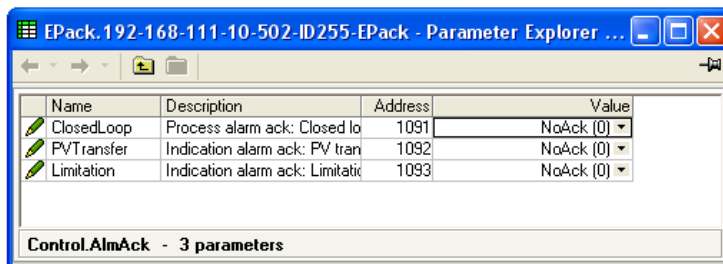 EPack.192-168-111-10-502-ID255-EPack - Parameter Explorer ...
Name Description Address Value
ClosedLoop Process alarm ack: Closed lo 1091 NoAck (0)
PVTransfer Indication alarm ack: PV tran 1092 NoAck (0)
Limitation Indication alarm ack: Limitatic 1093 NoAck (0)
Control.AlmAck - 3 parameters